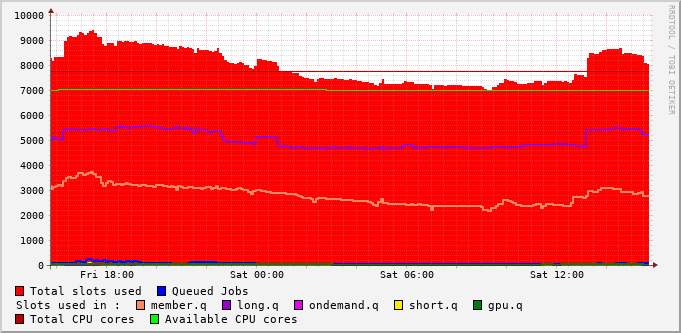 10000
9000
8000
7000
6000
5000
4000
3000
2000
1000
0
Fri 18:00 Sat 00:00 Sat 06:00 Sat 12:00
RRDTOOL / TOBI OETIKER
Total slots used Queued Jobs
Slots used in : member.q long.q ondemand.q short.q gpu.q
Total CPU cores Available CPU cores